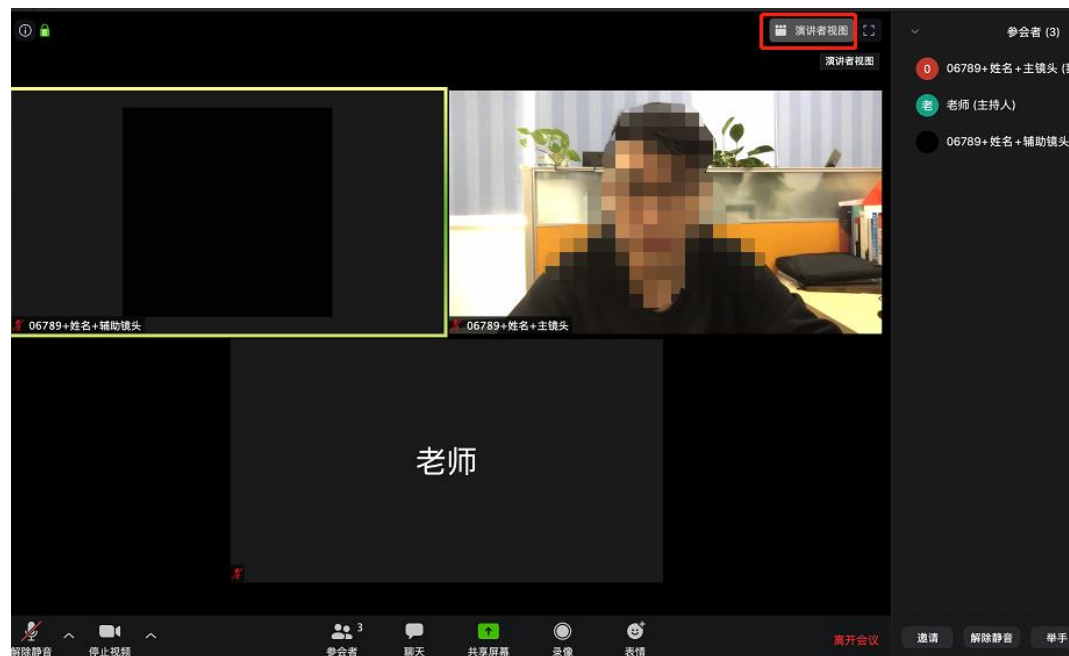 演讲者视图
参会者 (3)
演讲者视图
0 06789+姓名+主镜头
老 老师 (主持人)
06789+姓名+辅助镜头
06789+姓名+辅助镜头
06789+姓名+主镜头
老师
解除静音
停止视频
参会者 3
聊天
共享屏幕
录像
表情
离开会议
邀请
解除静音
举手